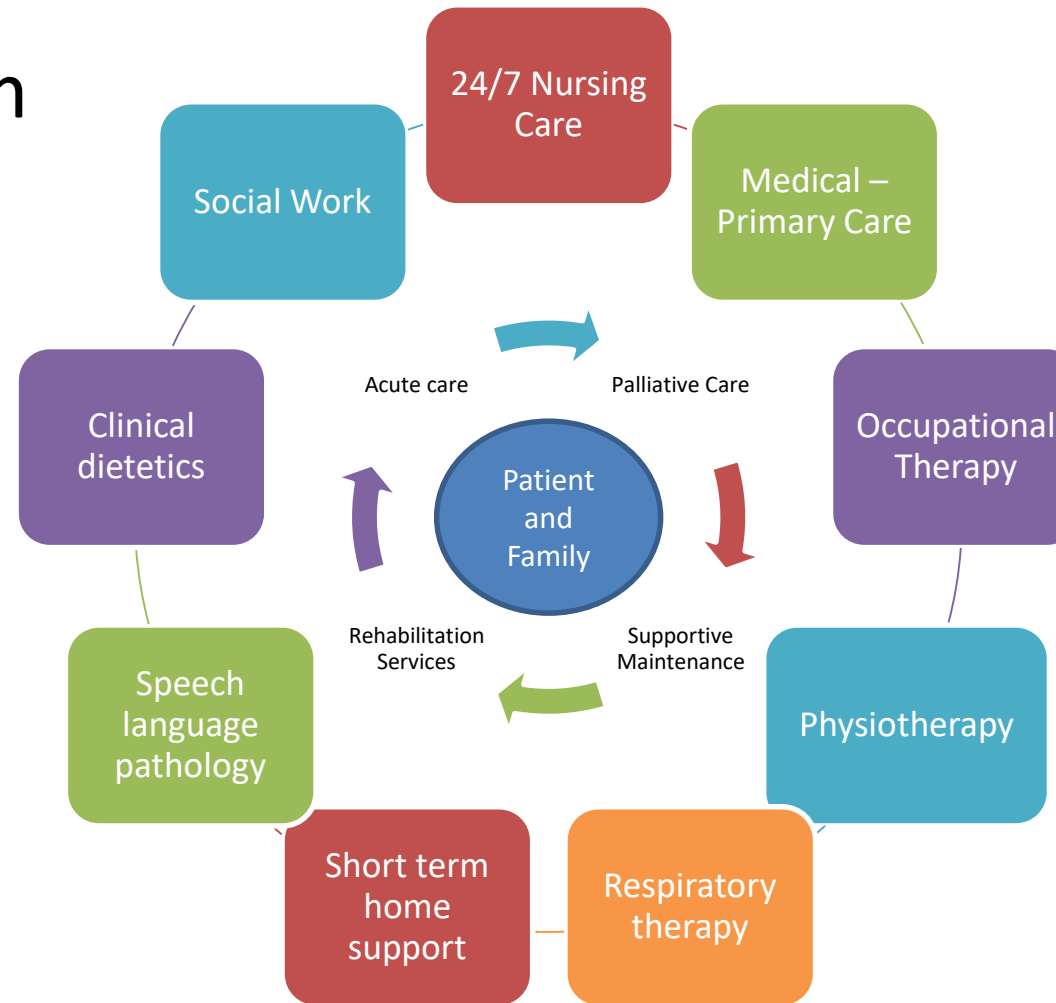 24/7 Nursing
Care
Medical –
Primary Care
Occupational
Therapy
Physiotherapy
Respiratory
therapy
Short term
home
support
Speech
language
pathology
Clinical
dietetics
Social Work
Acute care
Palliative Care
Supportive
Maintenance
Rehabilitation
Services
Patient
and
Family